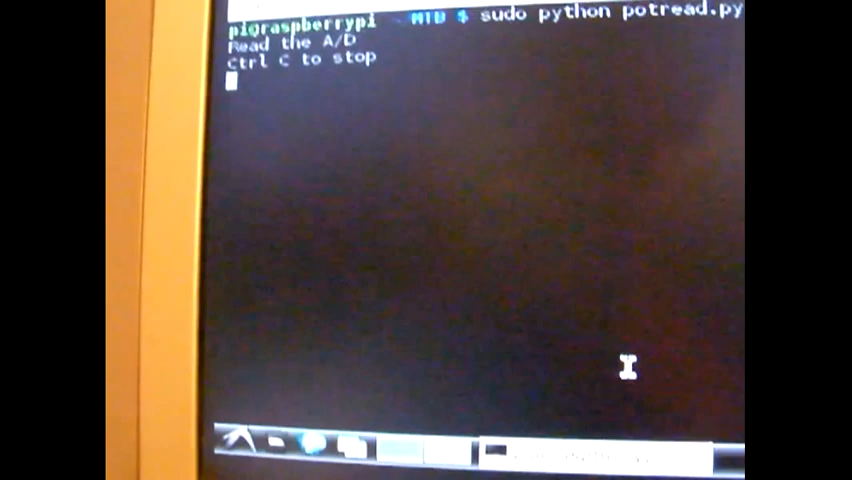 pi@raspberrypi ~ MIB $ sudo python potread.py
Read the A/D
Ctrl C to stop